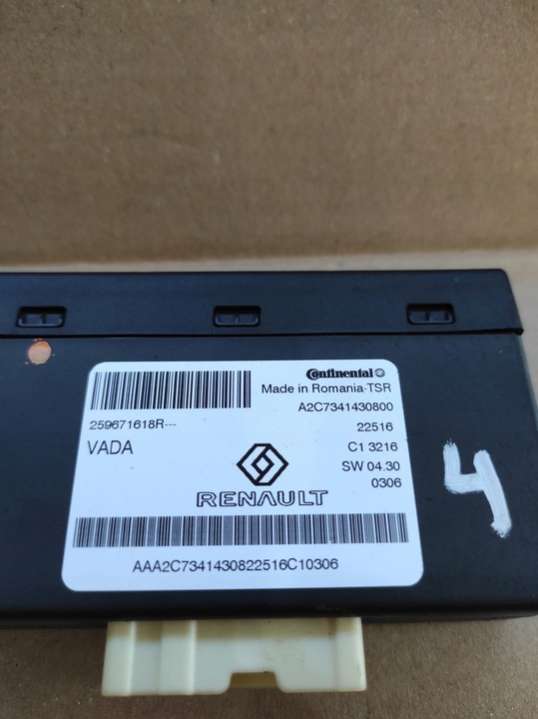 Continental
Made in Romania-TSR
A2C7341430800
259671618R---
22516
VADA
C1 3216
SW 04.30
0306
RENAULT
AAA2C7341430822516C10306
4